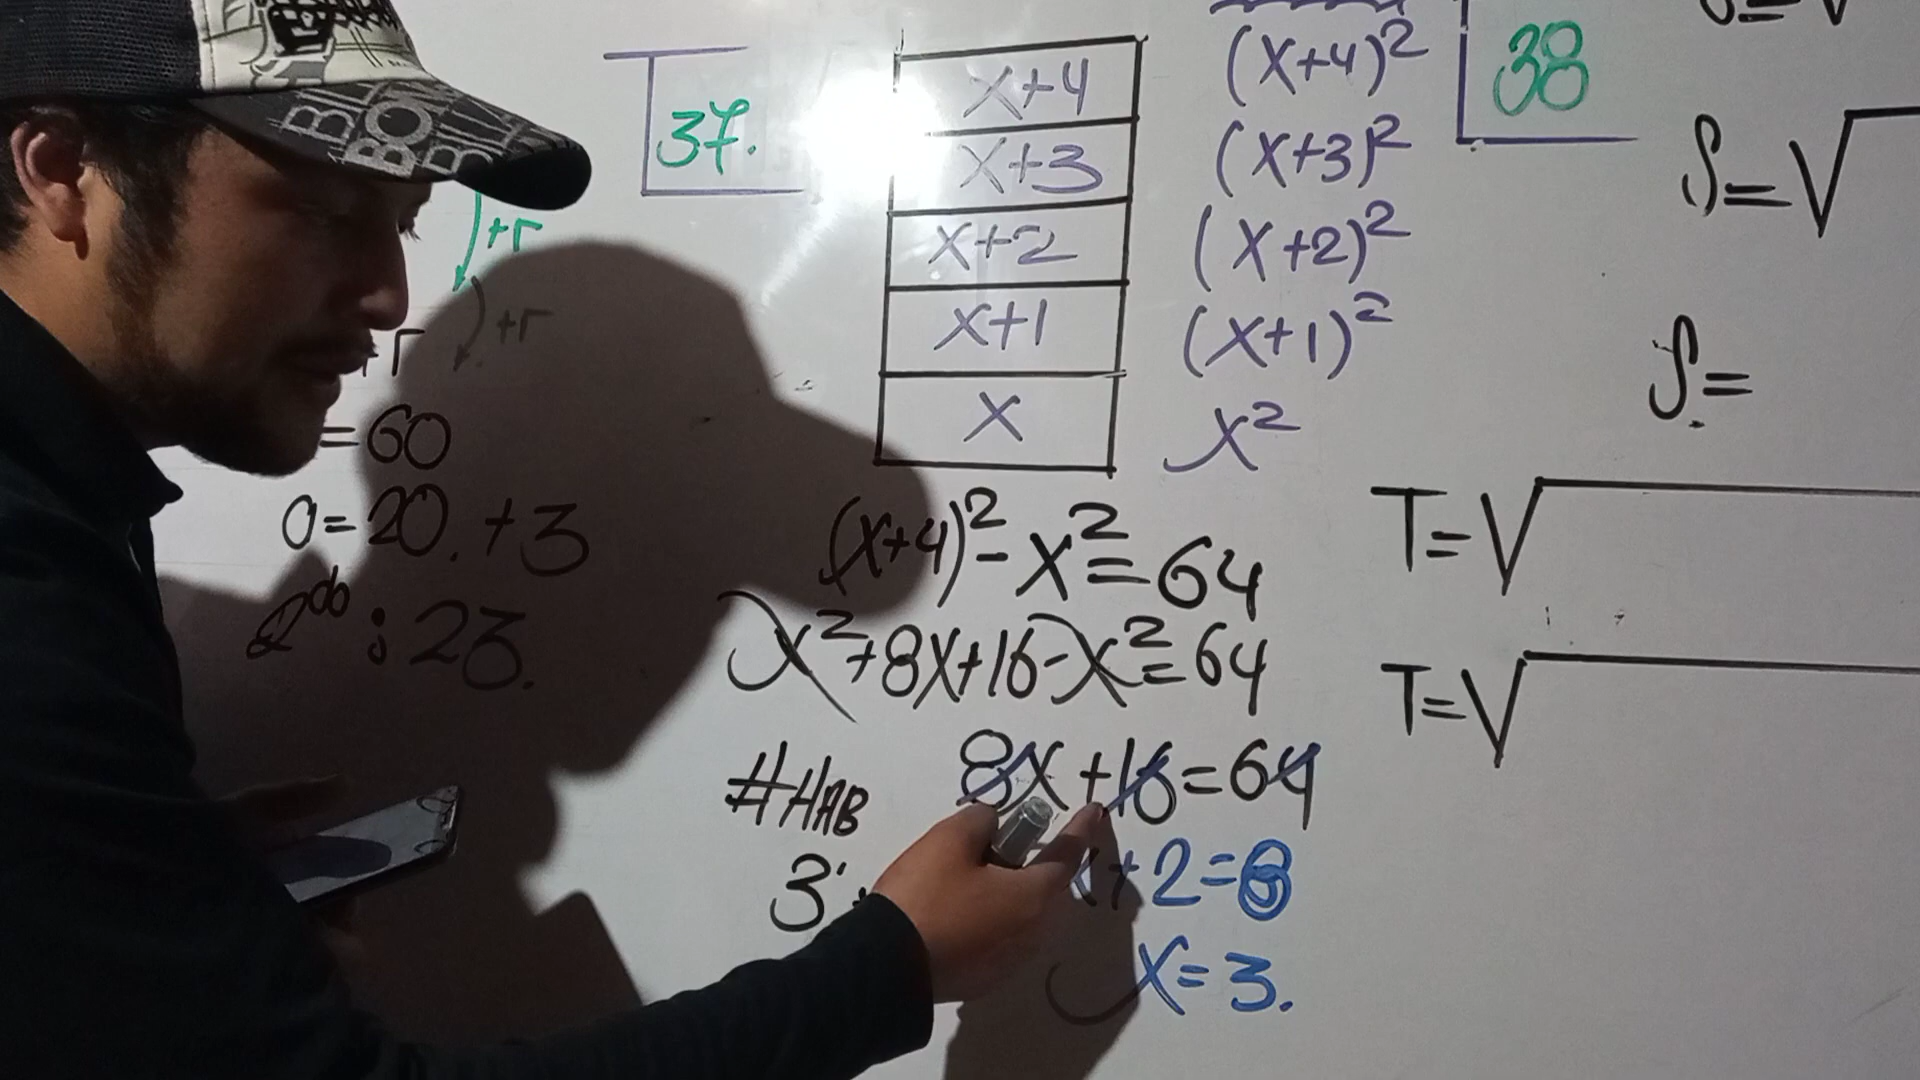 37.
x+4
x+3
x+2
x+1
x
(x+4)²
(x+3)²
(x+2)²
(x+1)²
x²
38
S=√
S=
T=√
T=√
+r
+r
+r
=60
0=20.+3
2do: 23.
(x+4)²-x²=64
x²+8x+16-x²=64
8x+16=64
x+2=8
x=3.
#HAB
3